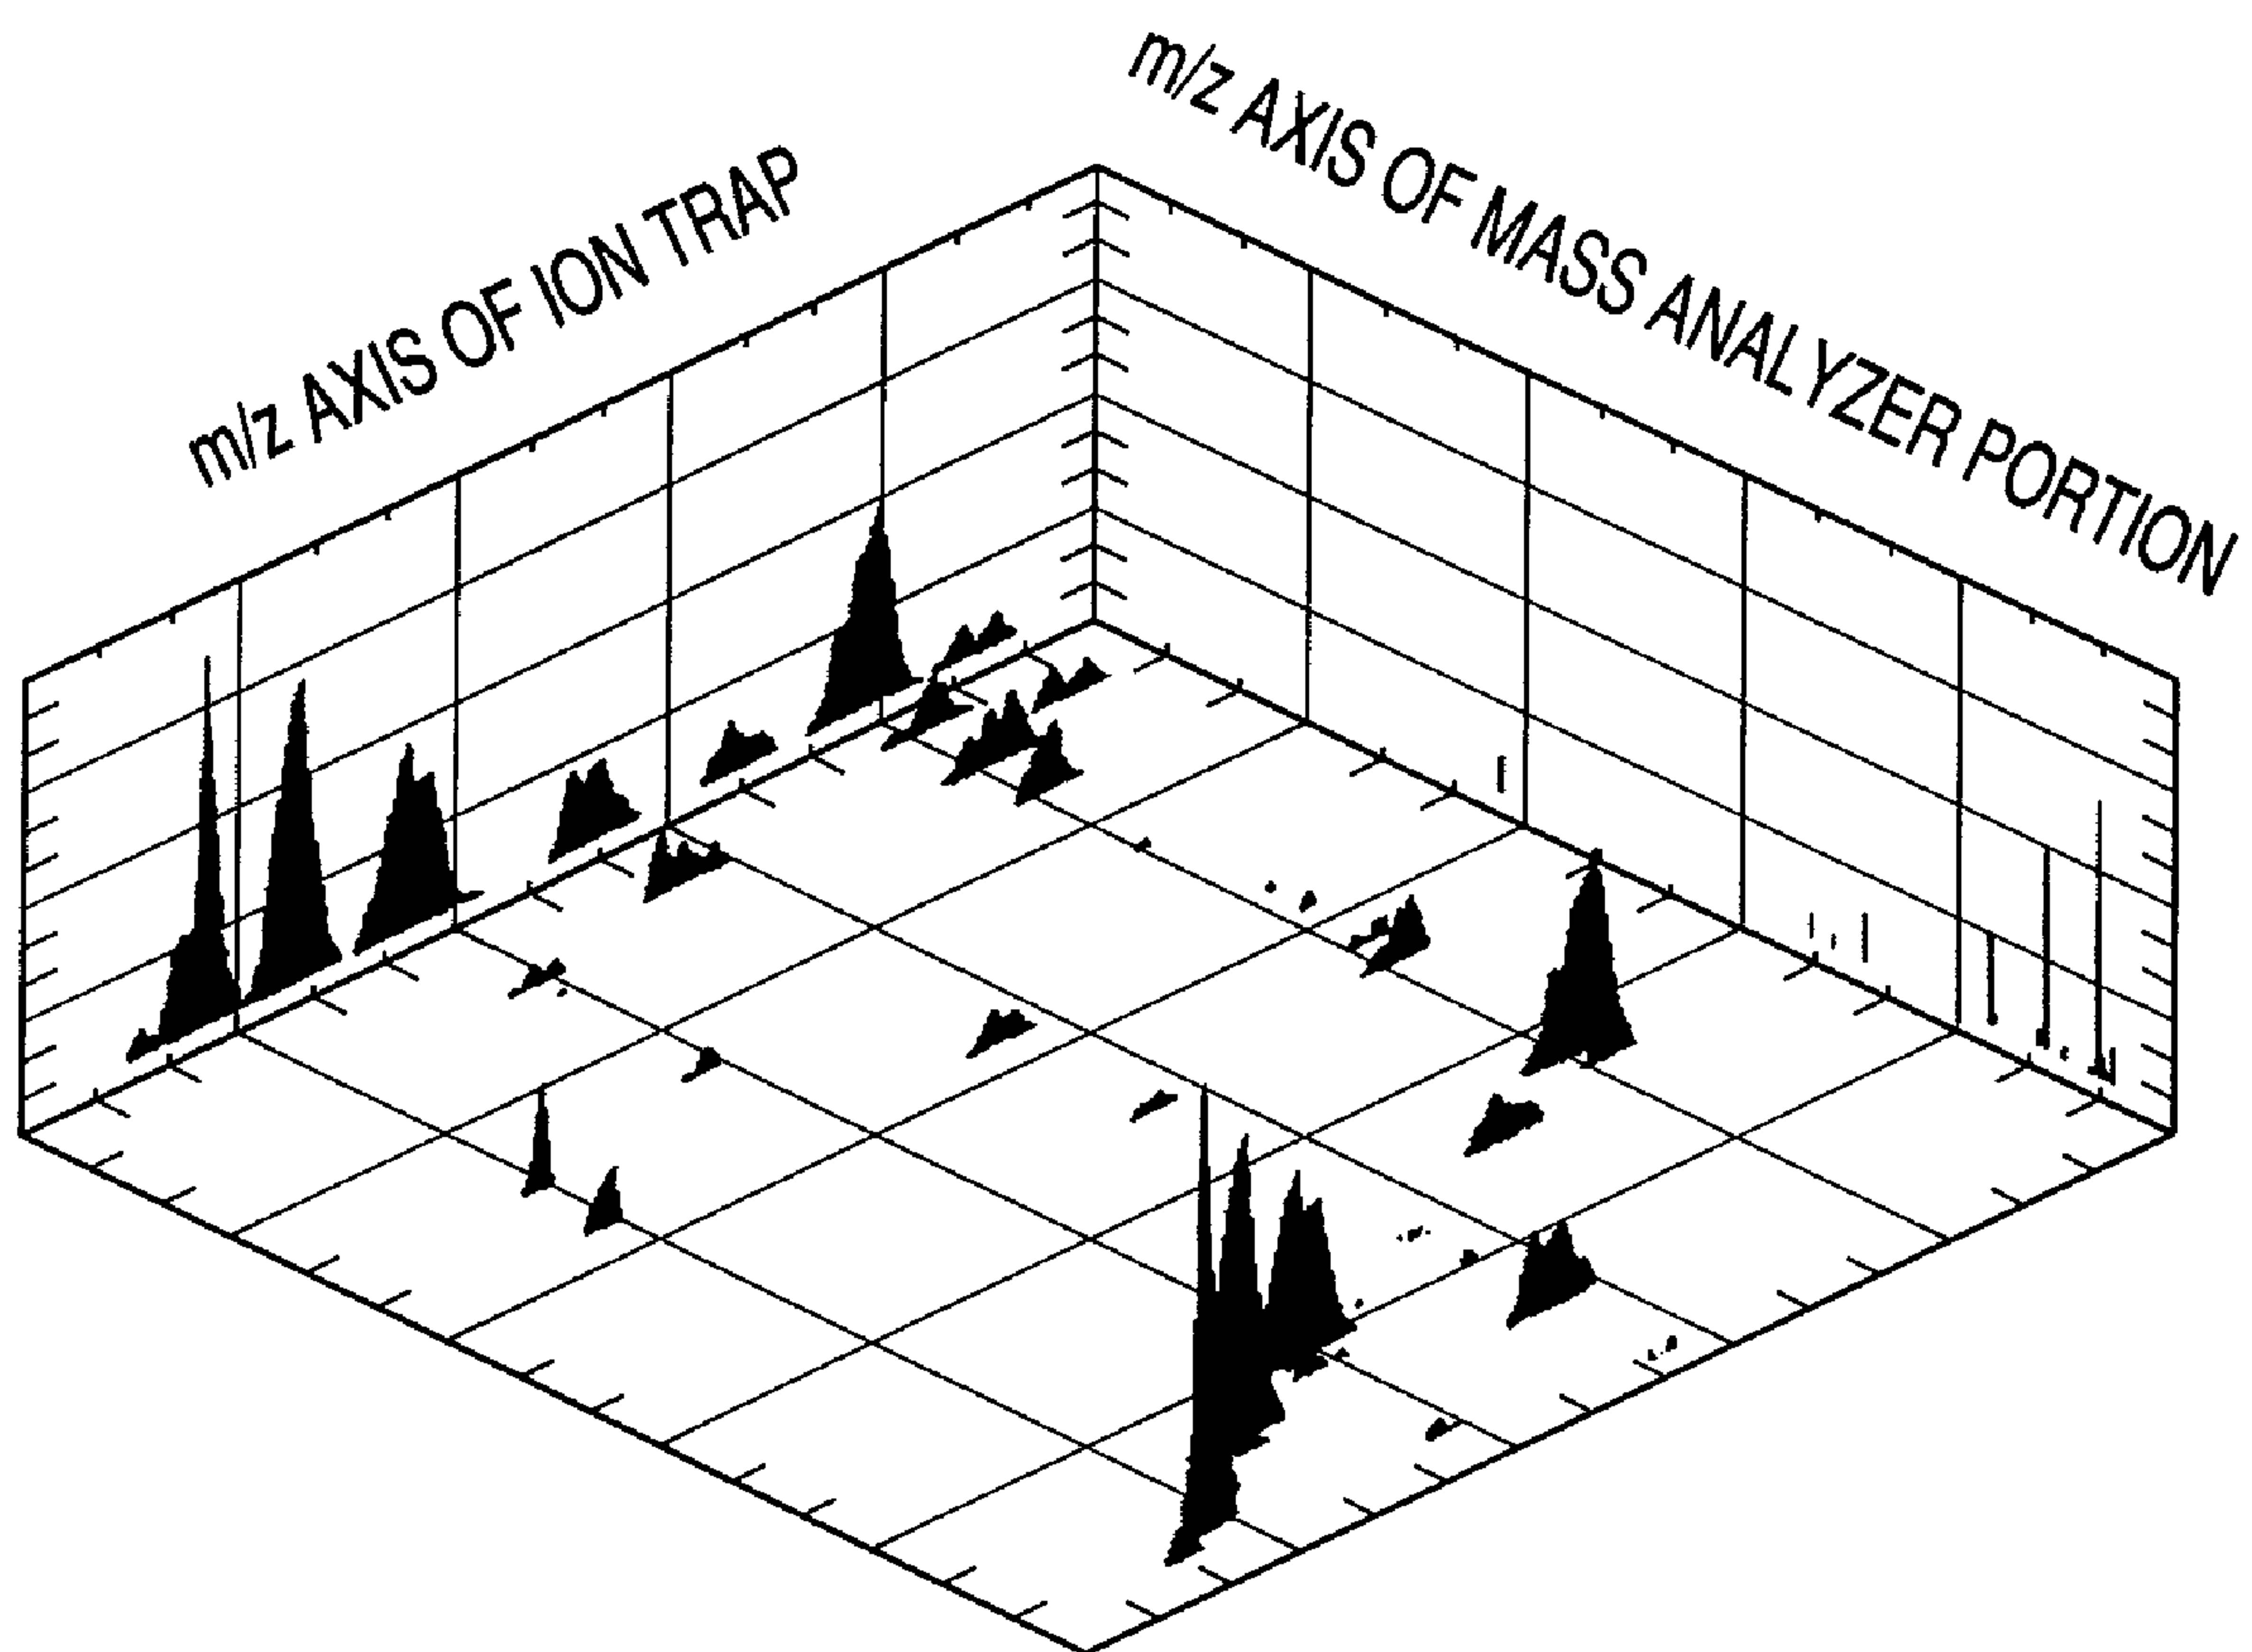 m/z AXIS OF ION TRAP
m/z AXIS OF MASS ANALYZER PORTION